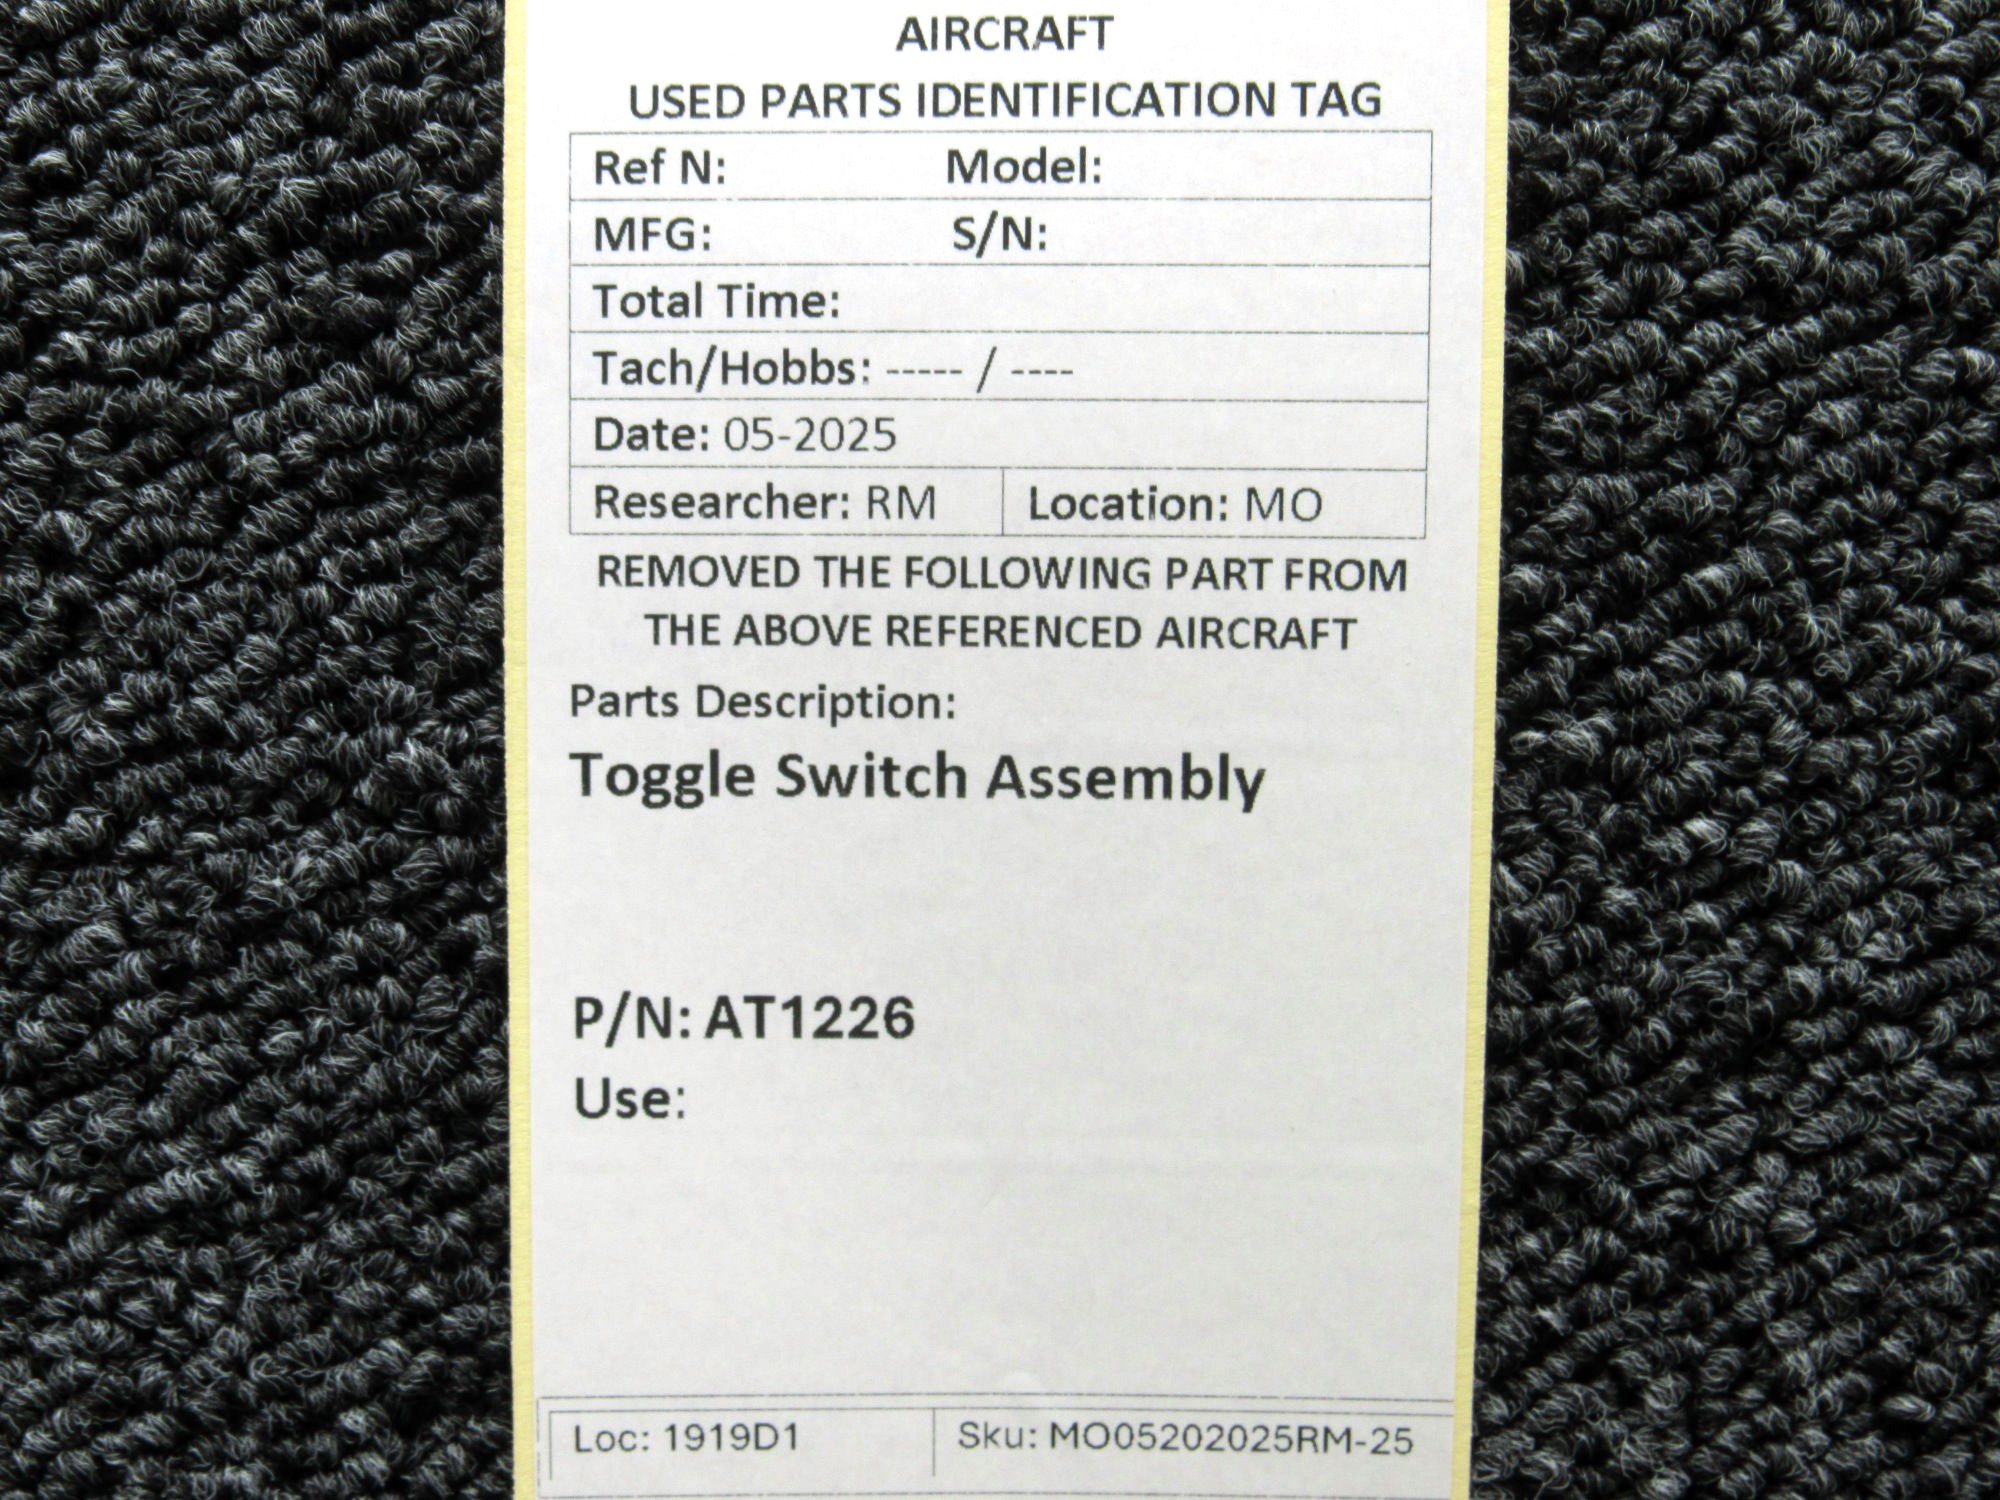 AIRCRAFT
USED PARTS IDENTIFICATION TAG
Ref N: Model:
MFG: S/N:
Total Time:
Tach/Hobbs: ----- / ----
Date: 05-2025
Researcher: RM Location: MO
REMOVED THE FOLLOWING PART FROM
THE ABOVE REFERENCED AIRCRAFT
Parts Description:
Toggle Switch Assembly
P/N: AT1226
Use:
Loc: 1919D1 Sku: MO05202025RM-25